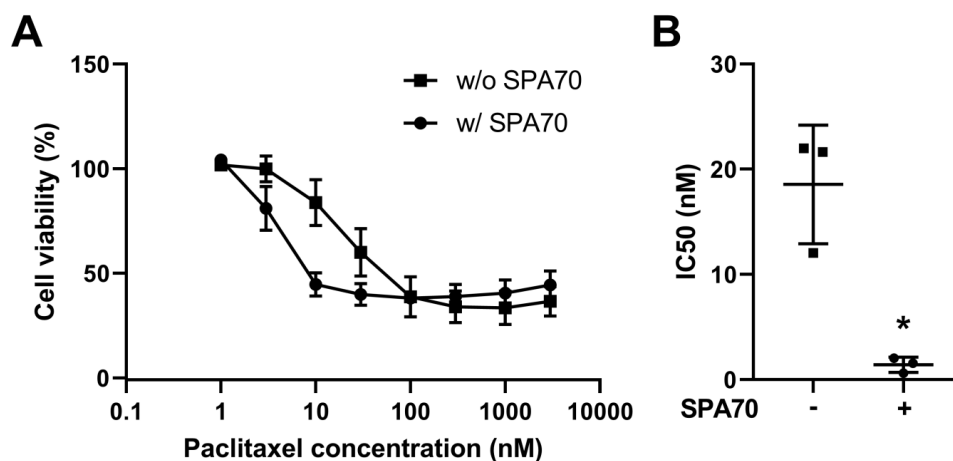 A
150
100
50
0
Cell viability (%)
w/o SPA70
w/ SPA70
0.1 1 10 100 1000 10000
Paclitaxel concentration (nM)
B
30
20
10
0
IC50 (nM)
*
SPA70 - +